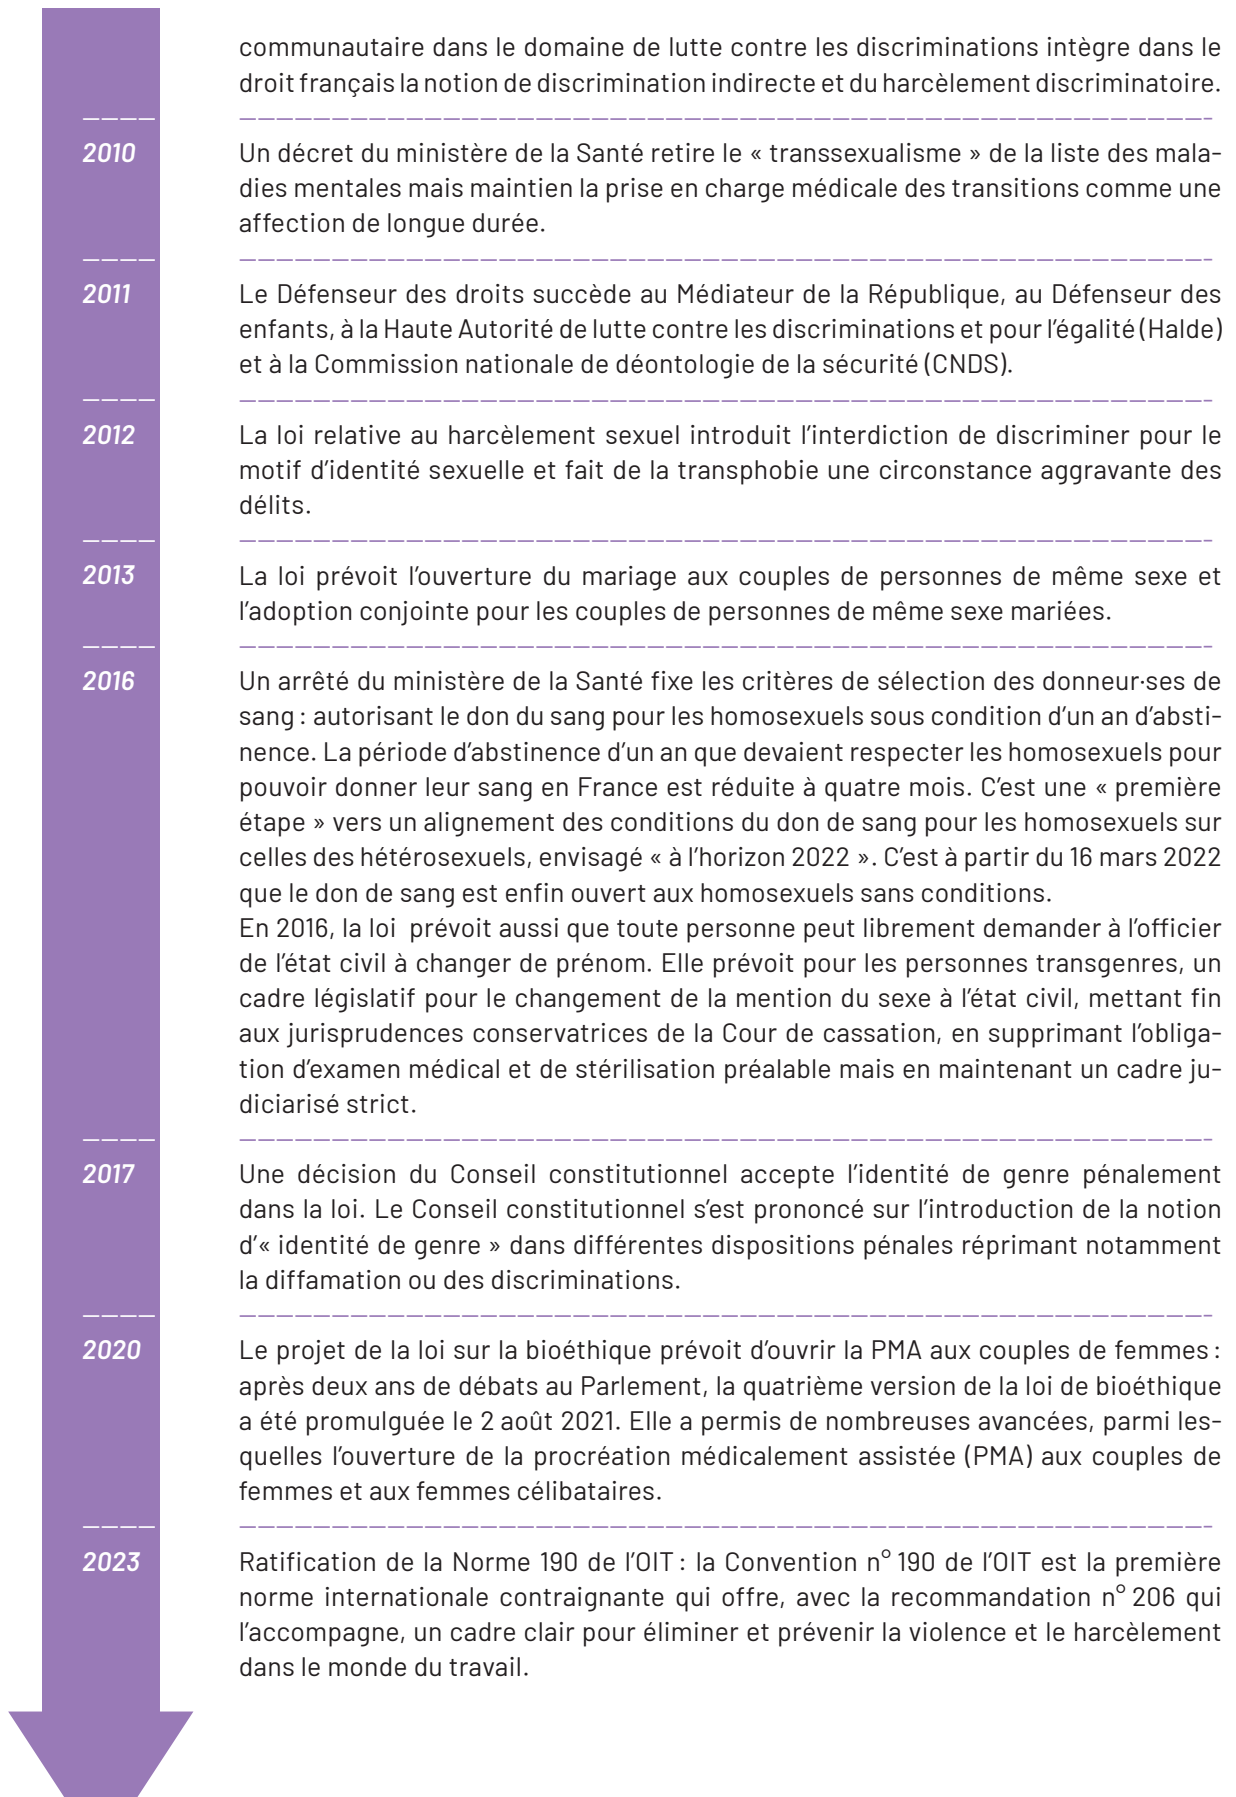 communautaire dans le domaine de lutte contre les discriminations intègre dans le
droit français la notion de discrimination indirecte et du harcèlement discriminatoire.
2010
Un décret du ministère de la Santé retire le « transsexualisme » de la liste des mala-
dies mentales mais maintien la prise en charge médicale des transitions comme une
affection de longue durée.
2011
Le Défenseur des droits succède au Médiateur de la République, au Défenseur des
enfants, à la Haute Autorité de lutte contre les discriminations et pour l’égalité (Halde)
et à la Commission nationale de déontologie de la sécurité (CNDS).
2012
La loi relative au harcèlement sexuel introduit l’interdiction de discriminer pour le
motif d’identité sexuelle et fait de la transphobie une circonstance aggravante des
délits.
2013
La loi prévoit l’ouverture du mariage aux couples de personnes de même sexe et
l’adoption conjointe pour les couples de personnes de même sexe mariées.
2016
Un arrêté du ministère de la Santé fixe les critères de sélection des donneur·ses de
sang : autorisant le don du sang pour les homosexuels sous condition d’un an d’absti-
nence. La période d’abstinence d’un an que devaient respecter les homosexuels pour
pouvoir donner leur sang en France est réduite à quatre mois. C’est une « première
étape » vers un alignement des conditions du don de sang pour les homosexuels sur
celles des hétérosexuels, envisagé « à l’horizon 2022 ». C’est à partir du 16 mars 2022
que le don de sang est enfin ouvert aux homosexuels sans conditions.
En 2016, la loi prévoit aussi que toute personne peut librement demander à l’officier
de l’état civil à changer de prénom. Elle prévoit pour les personnes transgenres, un
cadre législatif pour le changement de la mention du sexe à l’état civil, mettant fin
aux jurisprudences conservatrices de la Cour de cassation, en supprimant l’obliga-
tion d’examen médical et de stérilisation préalable mais en maintenant un cadre ju-
diciarisé strict.
2017
Une décision du Conseil constitutionnel accepte l’identité de genre pénalement
dans la loi. Le Conseil constitutionnel s’est prononcé sur l’introduction de la notion
d’« identité de genre » dans différentes dispositions pénales réprimant notamment
la diffamation ou des discriminations.
2020
Le projet de la loi sur la bioéthique prévoit d’ouvrir la PMA aux couples de femmes :
après deux ans de débats au Parlement, la quatrième version de la loi de bioéthique
a été promulguée le 2 août 2021. Elle a permis de nombreuses avancées, parmi les-
quelles l’ouverture de la procréation médicalement assistée (PMA) aux couples de
femmes et aux femmes célibataires.
2023
Ratification de la Norme 190 de l’OIT : la Convention n° 190 de l’OIT est la première
norme internationale contraignante qui offre, avec la recommandation n° 206 qui
l’accompagne, un cadre clair pour éliminer et prévenir la violence et le harcèlement
dans le monde du travail.